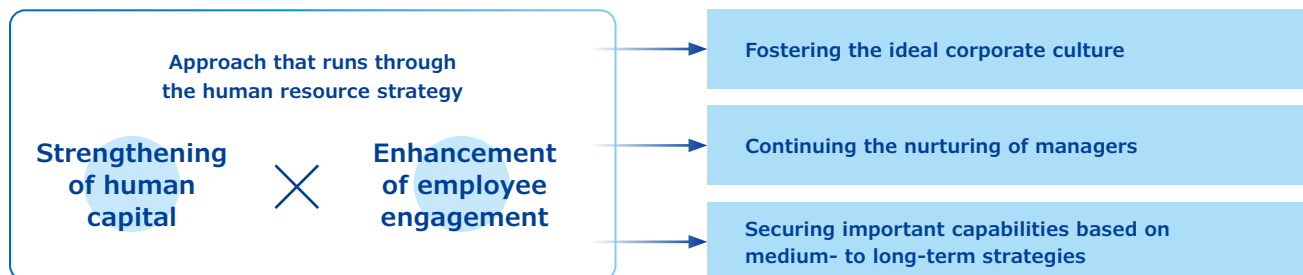 Approach that runs through
the human resource strategy
Strengthening
of human
capital
Enhancement
of employee
engagement
Fostering the ideal corporate culture
Continuing the nurturing of managers
Securing important capabilities based on
medium- to long-term strategies